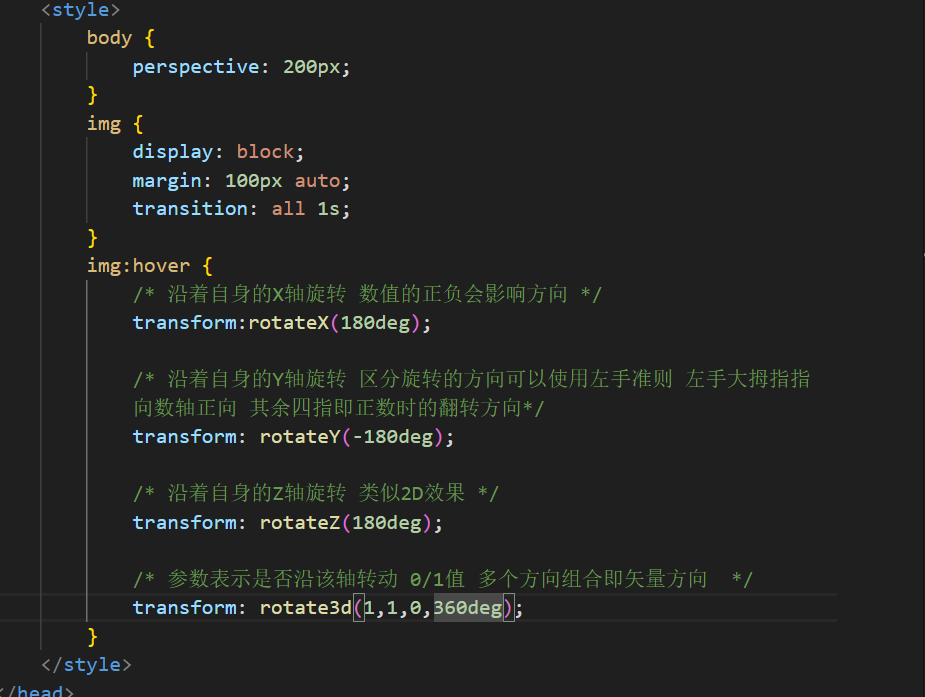 <style>
body {
perspective: 200px;
}
img {
display: block;
margin: 100px auto;
transition: all 1s;
}
img:hover {
/* 沿着自身的X轴旋转 数值的正负会影响方向 */
transform:rotateX(180deg);
/* 沿着自身的Y轴旋转 区分旋转的方向可以使用左手准则 左手大拇指指
向数轴正向 其余四指即正数时的翻转方向*/
transform: rotateY(-180deg);
/* 沿着自身的Z轴旋转 类似2D效果 */
transform: rotateZ(180deg);
/* 参数表示是否沿该轴转动 0/1值 多个方向组合即矢量方向  */
transform: rotate3d(1,1,0,360deg);
}
</style>
</head>